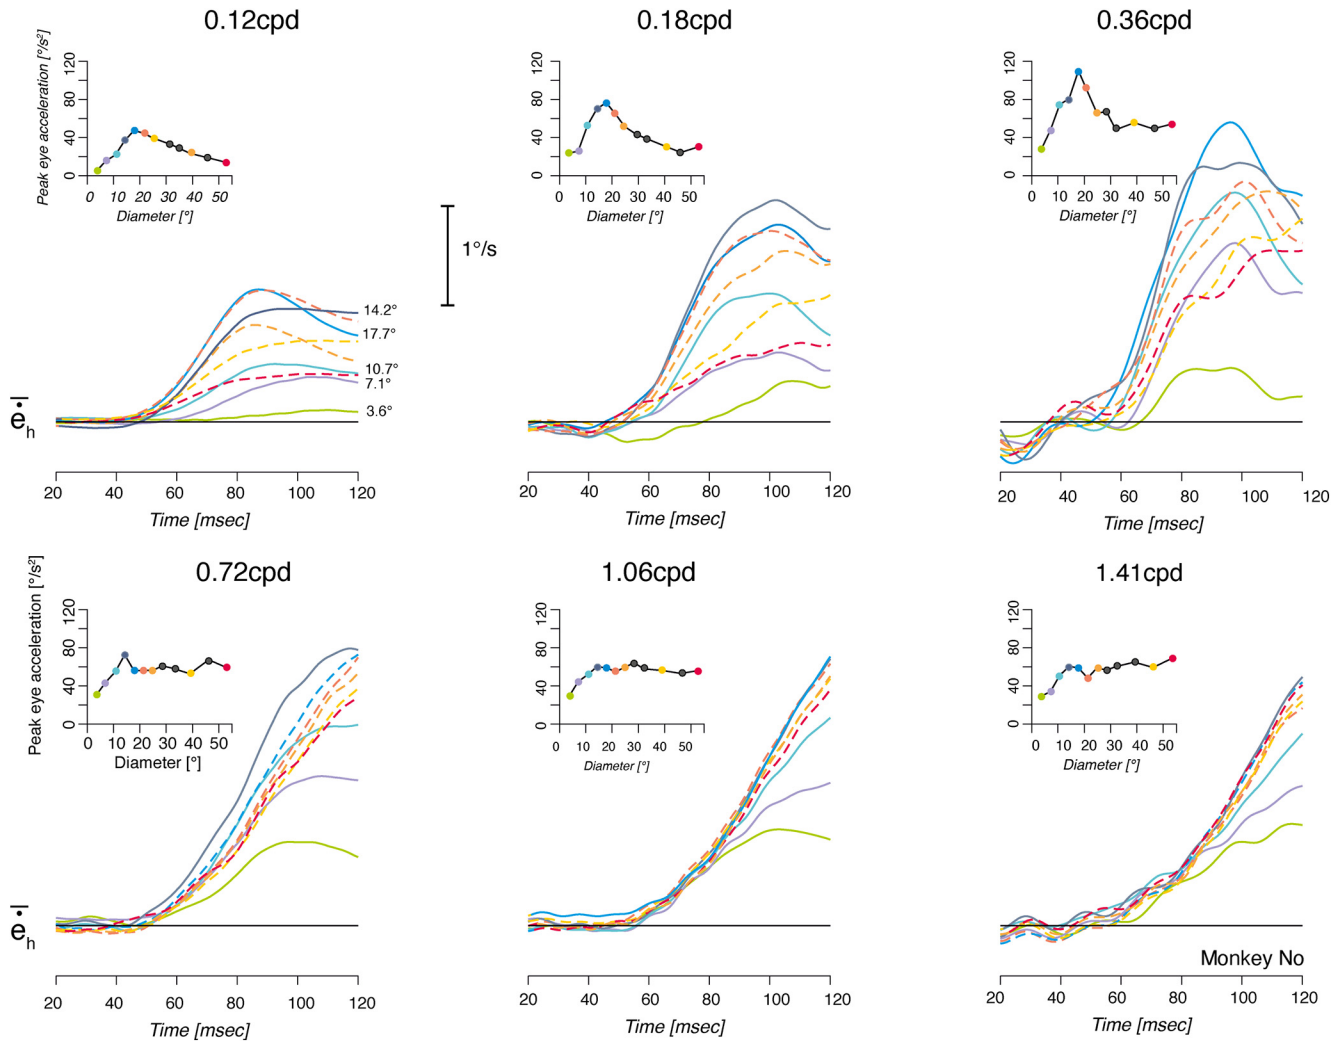 0.12cpd
0.18cpd
0.36cpd
Peak eye acceleration [°/s²]
0 40 80 120
0 10 20 30 40 50
Diameter [°]
0 40 80 120
0 10 20 30 40 50
Diameter [°]
0 40 80 120
0 10 20 30 40 50
Diameter [°]
1°/s
14.2°
17.7°
10.7°
7.1°
3.6°
ėₕˡ
20 40 60 80 100 120
Time [msec]
20 40 60 80 100 120
Time [msec]
20 40 60 80 100 120
Time [msec]
0.72cpd
1.06cpd
1.41cpd
Peak eye acceleration [°/s²]
0 40 80 120
0 10 20 30 40 50
Diameter [°]
0 40 80 120
0 10 20 30 40 50
Diameter [°]
0 40 80 120
0 10 20 30 40 50
Diameter [°]
ėₕˡ
Monkey No
20 40 60 80 100 120
Time [msec]
20 40 60 80 100 120
Time [msec]
20 40 60 80 100 120
Time [msec]